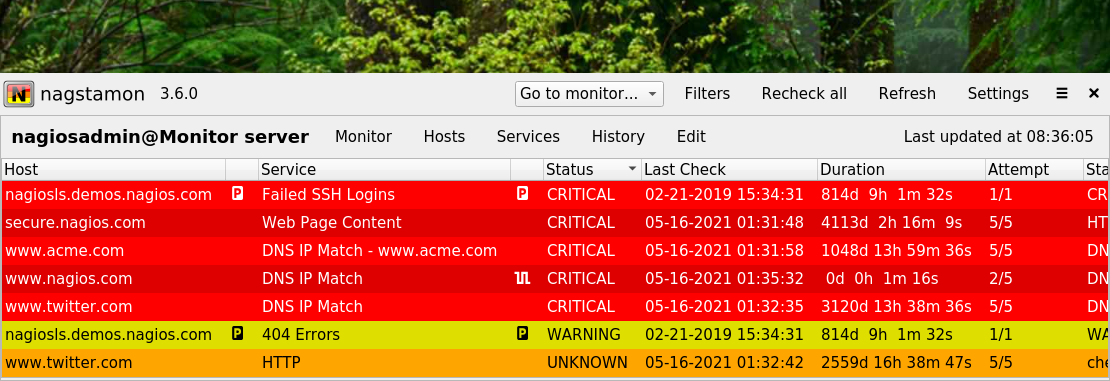 nagstamon 3.6.0 Go to monitor... Filters Recheck all Refresh Settings
nagiosadmin@Monitor server Monitor Hosts Services History Edit Last updated at 08:36:05
Host Service Status Last Check Duration Attempt Sta
nagiosls.demos.nagios.com P Failed SSH Logins P CRITICAL 02-21-2019 15:34:31 814d 9h 1m 32s 1/1 CR
secure.nagios.com Web Page Content CRITICAL 05-16-2021 01:31:48 4113d 2h 16m 9s 5/5 HT
www.acme.com DNS IP Match - www.acme.com CRITICAL 05-16-2021 01:31:58 1048d 13h 59m 36s 5/5 DN
www.nagios.com DNS IP Match CRITICAL 05-16-2021 01:35:32 0d 0h 1m 16s 2/5 DN
www.twitter.com DNS IP Match CRITICAL 05-16-2021 01:32:35 3120d 13h 38m 36s 5/5 DN
nagiosls.demos.nagios.com P 404 Errors P WARNING 02-21-2019 15:34:31 814d 9h 1m 32s 1/1 WA
www.twitter.com HTTP UNKNOWN 05-16-2021 01:32:42 2559d 16h 38m 47s 5/5 che